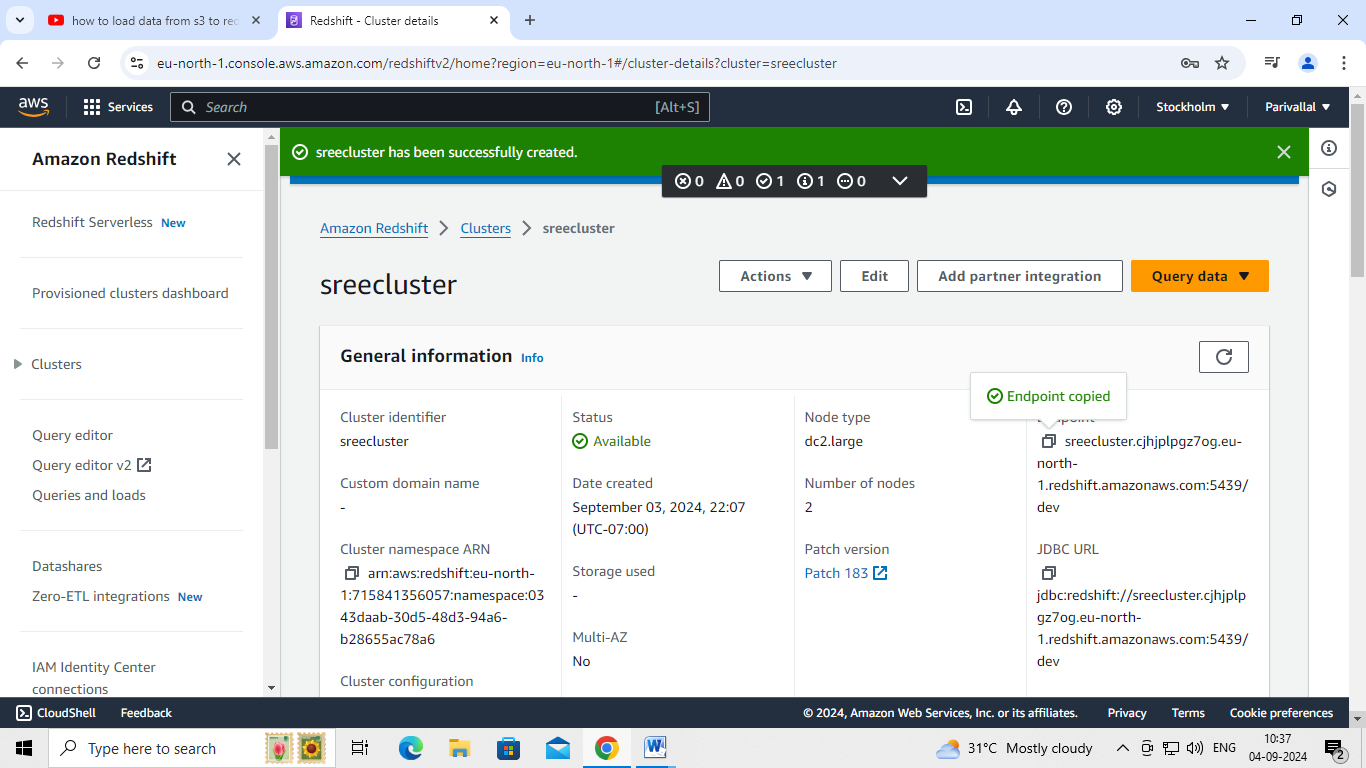 how to load data from s3 to rec
Redshift - Cluster details
eu-north-1.console.aws.amazon.com/redshiftv2/home?region=eu-north-1#/cluster-details?cluster=sreecluster
aws
Services
Search
[Alt+S]
Stockholm
Parivallal
Amazon Redshift
sreecluster has been successfully created.
0
0
1
1
0
Redshift Serverless New
Provisioned clusters dashboard
Clusters
Query editor
Query editor v2
Queries and loads
Datashares
Zero-ETL integrations New
IAM Identity Center
connections
Amazon Redshift
Clusters
sreecluster
sreecluster
Actions
Edit
Add partner integration
Query data
General information Info
Endpoint copied
Cluster identifier
sreecluster
Custom domain name
-
Cluster namespace ARN
arn:aws:redshift:eu-north-
1:715841356057:namespace:03
43daab-30d5-48d3-94a6-
b28655ac78a6
Cluster configuration
Status
Available
Date created
September 03, 2024, 22:07
(UTC-07:00)
Storage used
-
Multi-AZ
No
Node type
dc2.large
Number of nodes
2
Patch version
Patch 183
sreecluster.cjhjplpgz7og.eu-
north-
1.redshift.amazonaws.com:5439/
dev
JDBC URL
jdbc:redshift://sreecluster.cjhjplp
gz7og.eu-north-
1.redshift.amazonaws.com:5439/
dev
CloudShell
Feedback
© 2024, Amazon Web Services, Inc. or its affiliates.
Privacy
Terms
Cookie preferences
Type here to search
31°C Mostly cloudy
ENG
10:37
04-09-2024
2